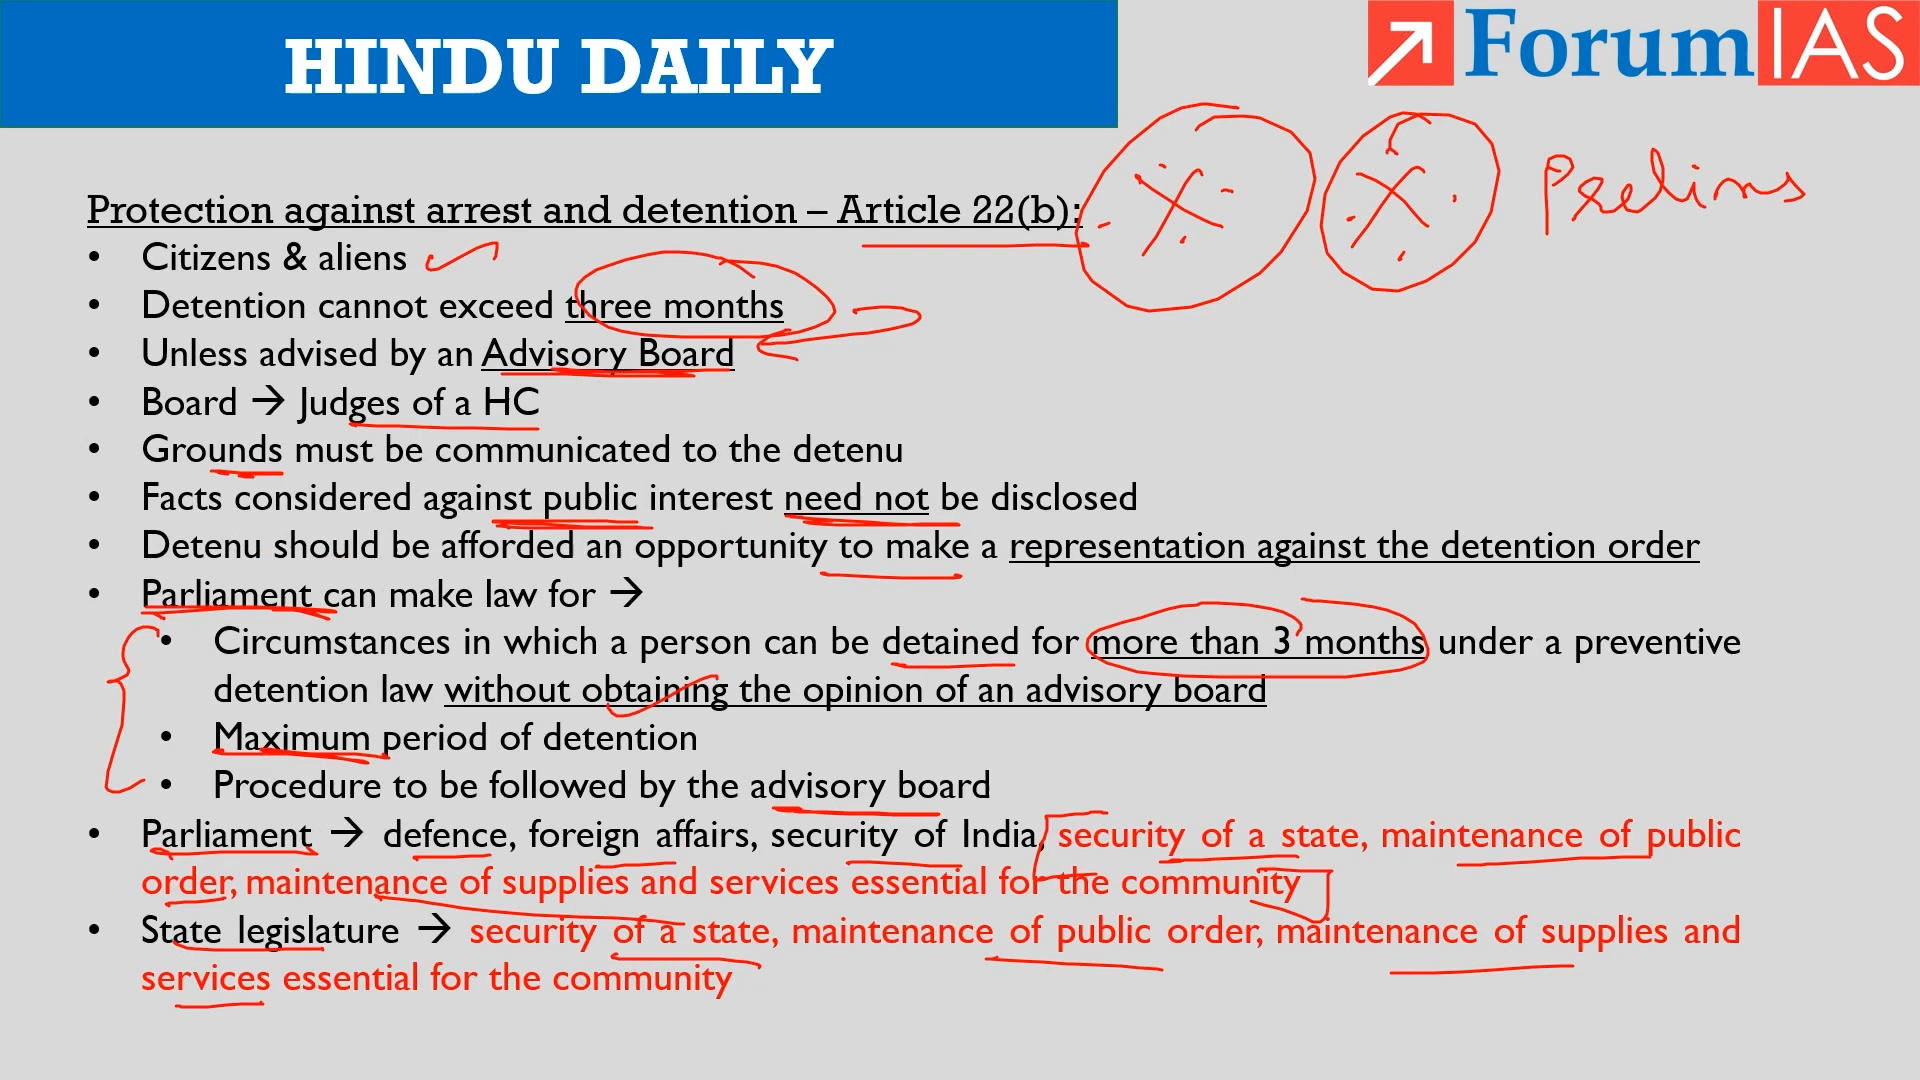 HINDU DAILY
Forum IAS
Prelims
Protection against arrest and detention – Article 22(b):
• Citizens & aliens
• Detention cannot exceed three months
• Unless advised by an Advisory Board
• Board → Judges of a HC
• Grounds must be communicated to the detenu
• Facts considered against public interest need not be disclosed
• Detenu should be afforded an opportunity to make a representation against the detention order
• Parliament can make law for →
• Circumstances in which a person can be detained for more than 3 months under a preventive
detention law without obtaining the opinion of an advisory board
• Maximum period of detention
• Procedure to be followed by the advisory board
• Parliament → defence, foreign affairs, security of India, security of a state, maintenance of public
order, maintenance of supplies and services essential for the community
• State legislature → security of a state, maintenance of public order, maintenance of supplies and
services essential for the community